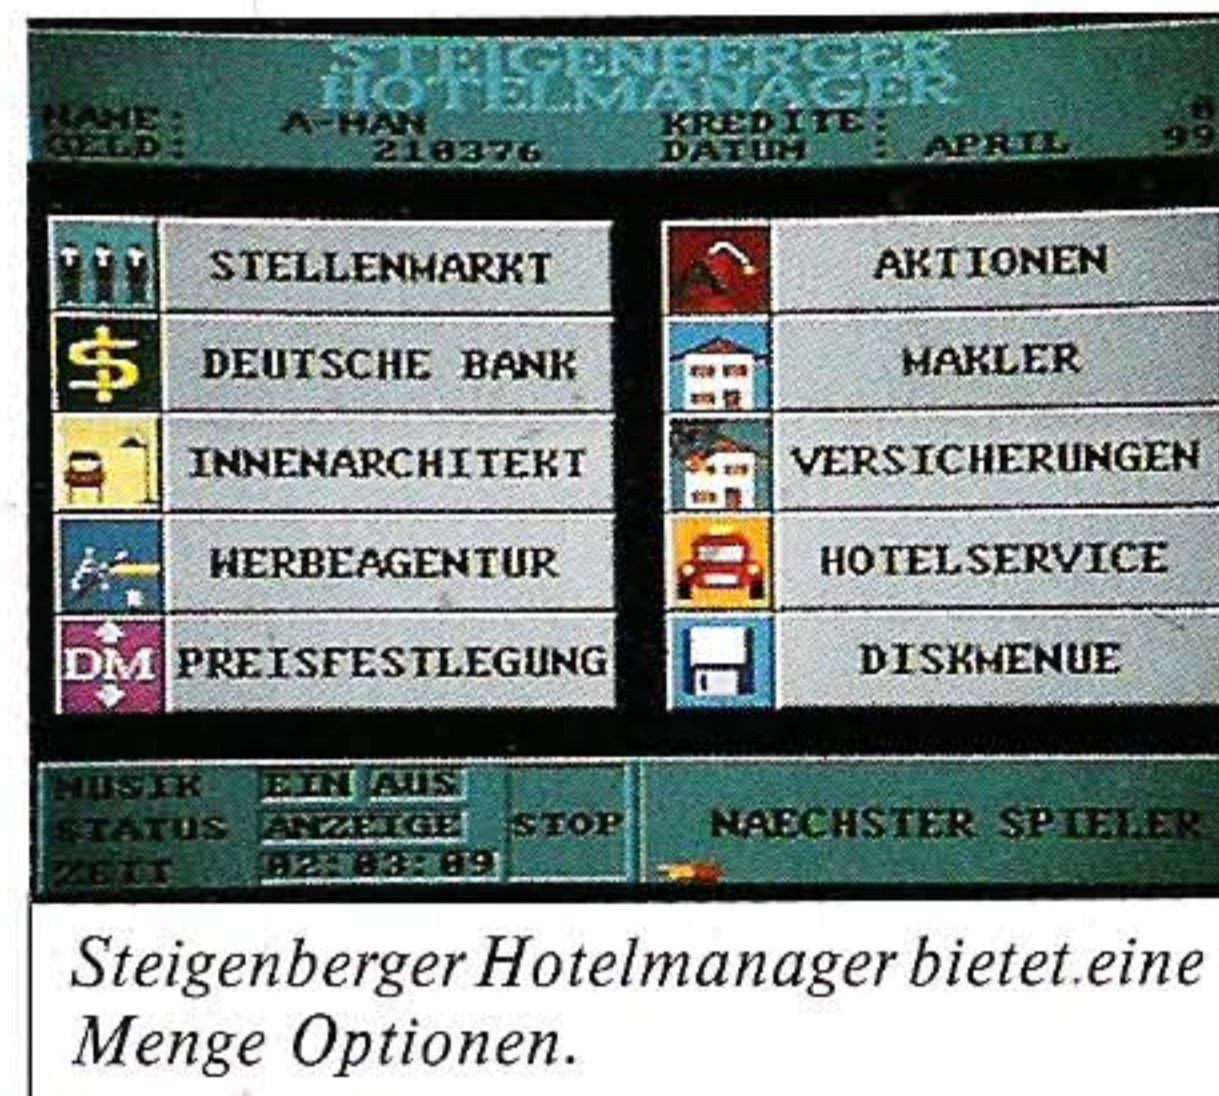 STEIGENBERGER
HOTELMANAGER
NAME: A-HAN KREDITE: 0
GELD: 210376 DATUM : APRIL 99
STELLENMARKT AKTIONEN
DEUTSCHE BANK MAKLER
INNENARCHITEKT VERSICHERUNGEN
WERBEAGENTUR HOTELSERVICE
DM PREISFESTLEGUNG DISKMENUE
MUSIK EIN AUS
STATUS ANZEIGE STOP NAECHSTER SPIELER
ZEIT 02:03:09
Steigenberger Hotelmanager bietet.eine
Menge Optionen.